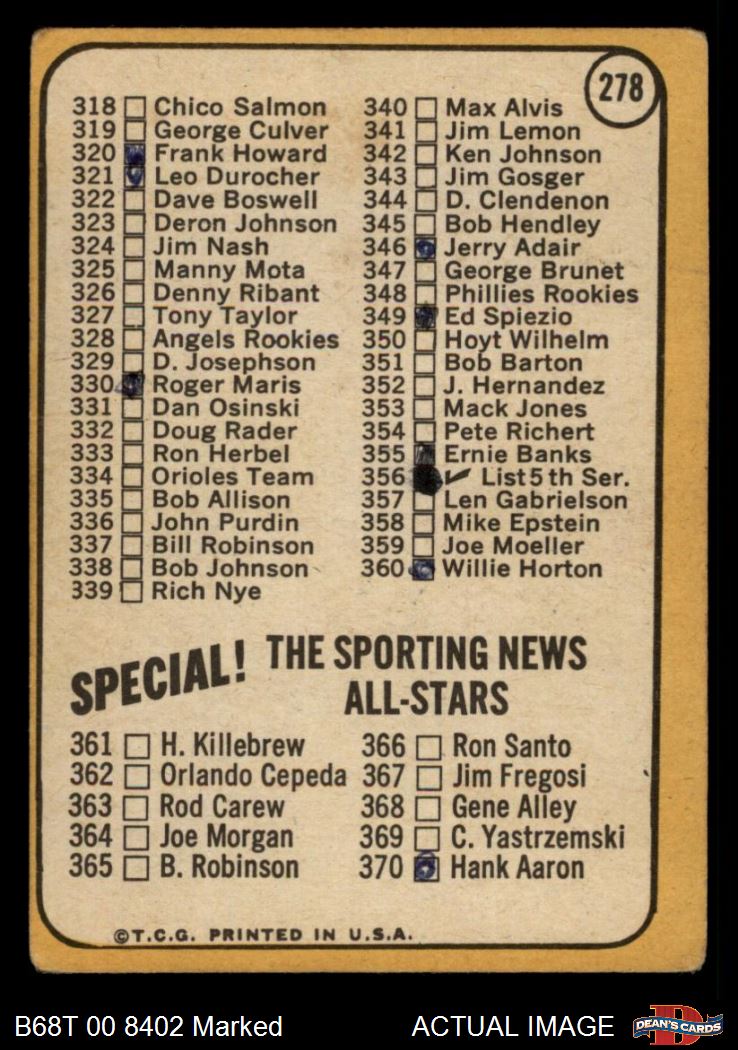 278
318 Chico Salmon
319 George Culver
320 Frank Howard
321 Leo Durocher
322 Dave Boswell
323 Deron Johnson
324 Jim Nash
325 Manny Mota
326 Denny Ribant
327 Tony Taylor
328 Angels Rookies
329 D. Josephson
330 Roger Maris
331 Dan Osinski
332 Doug Rader
333 Ron Herbel
334 Orioles Team
335 Bob Allison
336 John Purdin
337 Bill Robinson
338 Bob Johnson
339 Rich Nye
340 Max Alvis
341 Jim Lemon
342 Ken Johnson
343 Jim Gosger
344 D. Clendenon
345 Bob Hendley
346 Jerry Adair
347 George Brunet
348 Phillies Rookies
349 Ed Spiezio
350 Hoyt Wilhelm
351 Bob Barton
352 J. Hernandez
353 Mack Jones
354 Pete Richert
355 Ernie Banks
356 ✓ List 5th Ser.
357 Len Gabrielson
358 Mike Epstein
359 Joe Moeller
360 Willie Horton
SPECIAL! THE SPORTING NEWS
ALL-STARS
361 H. Killebrew
362 Orlando Cepeda
363 Rod Carew
364 Joe Morgan
365 B. Robinson
366 Ron Santo
367 Jim Fregosi
368 Gene Alley
369 C. Yastrzemski
370 Hank Aaron
©T.C.G. PRINTED IN U.S.A.
B68T 00 8402 Marked
ACTUAL IMAGE
DEAN'S CARDS